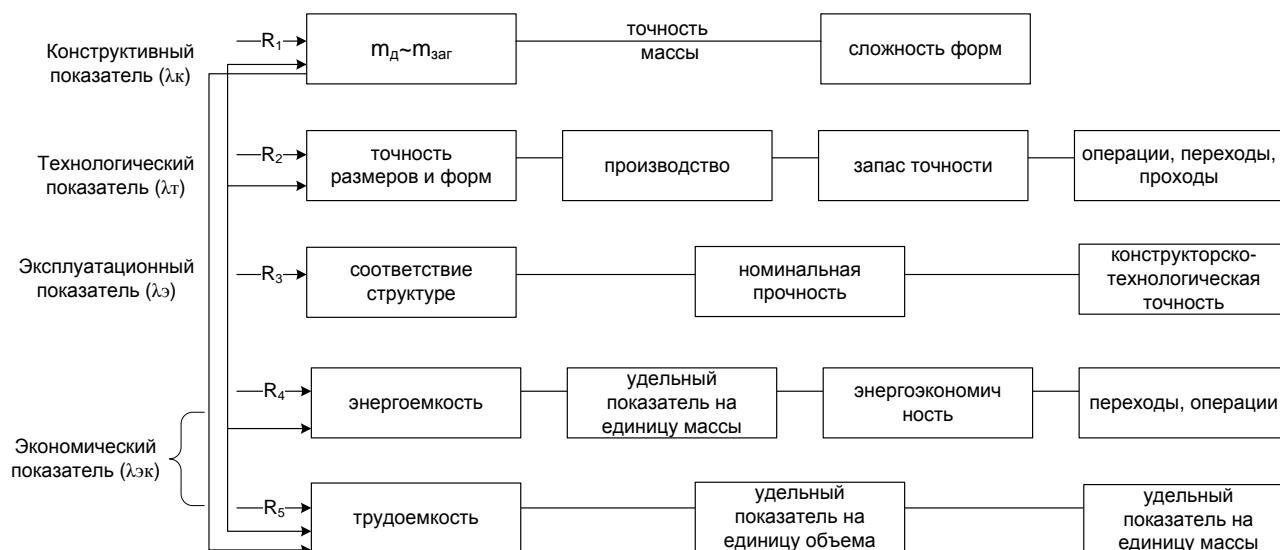 Конструктивный
показатель (λк)
R₁
mд~mзаг
точность
массы
сложность форм
Технологический
показатель (λт)
R₂
точность
размеров и форм
производство
запас точности
операции, переходы,
проходы
Эксплуатационный
показатель (λэ)
R₃
соответствие
структуре
номинальная
прочность
конструкторско-
технологическая
точность
R₄
энергоемкость
удельный
показатель на
единицу массы
энергоэкономич
ность
переходы, операции
Экономический
показатель (λэк)
R₅
трудоемкость
удельный
показатель на
единицу объема
удельный
показатель на
единицу массы